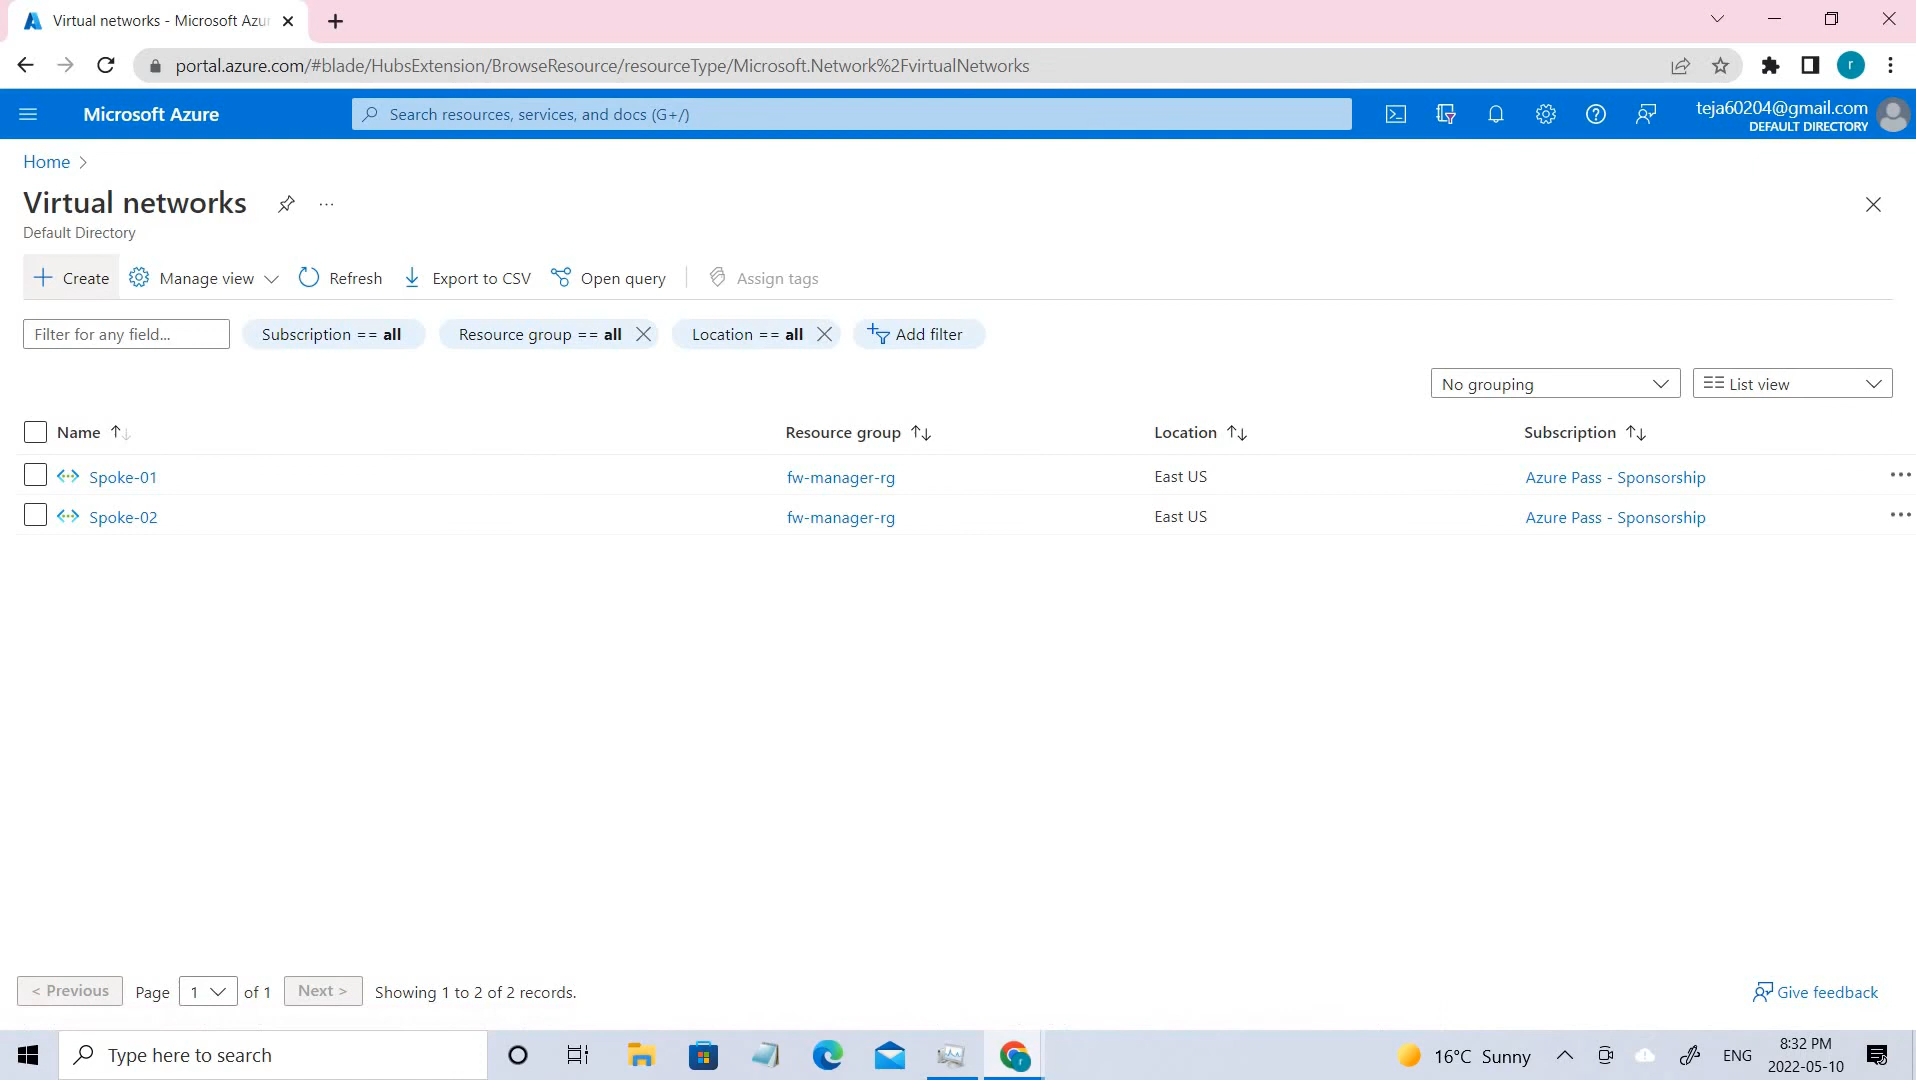 Virtual networks - Microsoft Azu
portal.azure.com/#blade/HubsExtension/BrowseResource/resourceType/Microsoft.Network%2FvirtualNetworks
r
Microsoft Azure
Search resources, services, and docs (G+/)
teja60204@gmail.com
DEFAULT DIRECTORY
Home
Virtual networks
Default Directory
Create Manage view Refresh Export to CSV Open query Assign tags
Filter for any field... Subscription == all Resource group == all Location == all Add filter
No grouping List view
Name Resource group Location Subscription
Spoke-01 fw-manager-rg East US Azure Pass - Sponsorship
Spoke-02 fw-manager-rg East US Azure Pass - Sponsorship
< Previous Page 1 of 1 Next > Showing 1 to 2 of 2 records. Give feedback
Type here to search
16°C Sunny
ENG
8:32 PM
2022-05-10